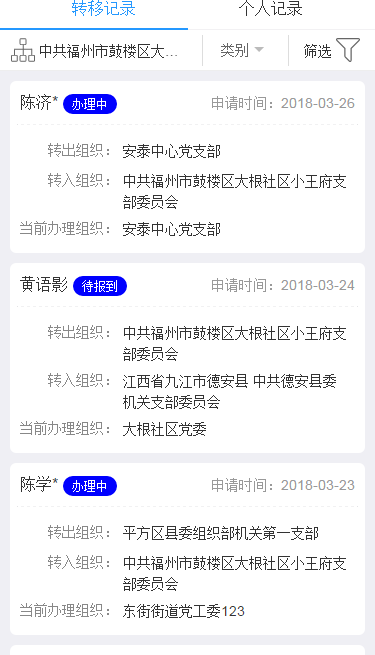 转移记录 个人记录
中共福州市鼓楼区大... 类别 筛选
陈济* 办理中 申请时间：2018-03-26
转出组织： 安泰中心党支部
转入组织： 中共福州市鼓楼区大根社区小王府支
部委员会
当前办理组织： 安泰中心党支部
黄语影 待报到 申请时间：2018-03-24
转出组织： 中共福州市鼓楼区大根社区小王府支
部委员会
转入组织： 江西省九江市德安县 中共德安县委
机关支部委员会
当前办理组织： 大根社区党委
陈学* 办理中 申请时间：2018-03-23
转出组织： 平方区县委组织部机关第一支部
转入组织： 中共福州市鼓楼区大根社区小王府支
部委员会
当前办理组织： 东街街道党工委123